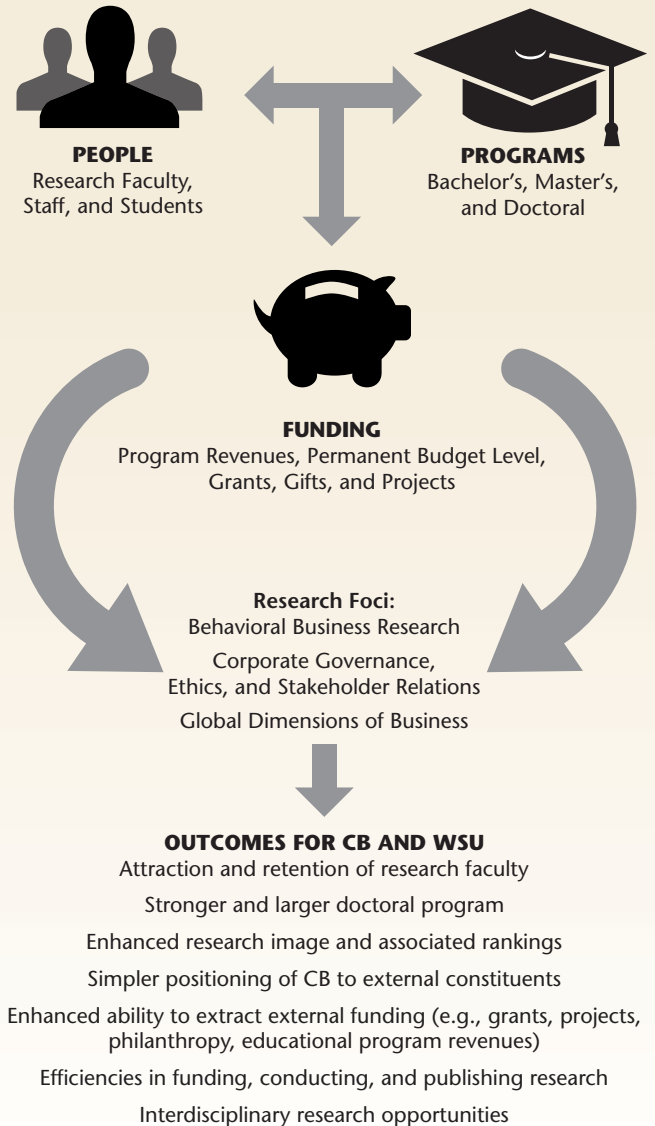 PEOPLE
Research Faculty,
Staff, and Students
PROGRAMS
Bachelor's, Master's,
and Doctoral
FUNDING
Program Revenues, Permanent Budget Level,
Grants, Gifts, and Projects
Research Foci:
Behavioral Business Research
Corporate Governance,
Ethics, and Stakeholder Relations
Global Dimensions of Business
OUTCOMES FOR CB AND WSU
Attraction and retention of research faculty
Stronger and larger doctoral program
Enhanced research image and associated rankings
Simpler positioning of CB to external constituents
Enhanced ability to extract external funding (e.g., grants, projects,
philanthropy, educational program revenues)
Efficiencies in funding, conducting, and publishing research
Interdisciplinary research opportunities